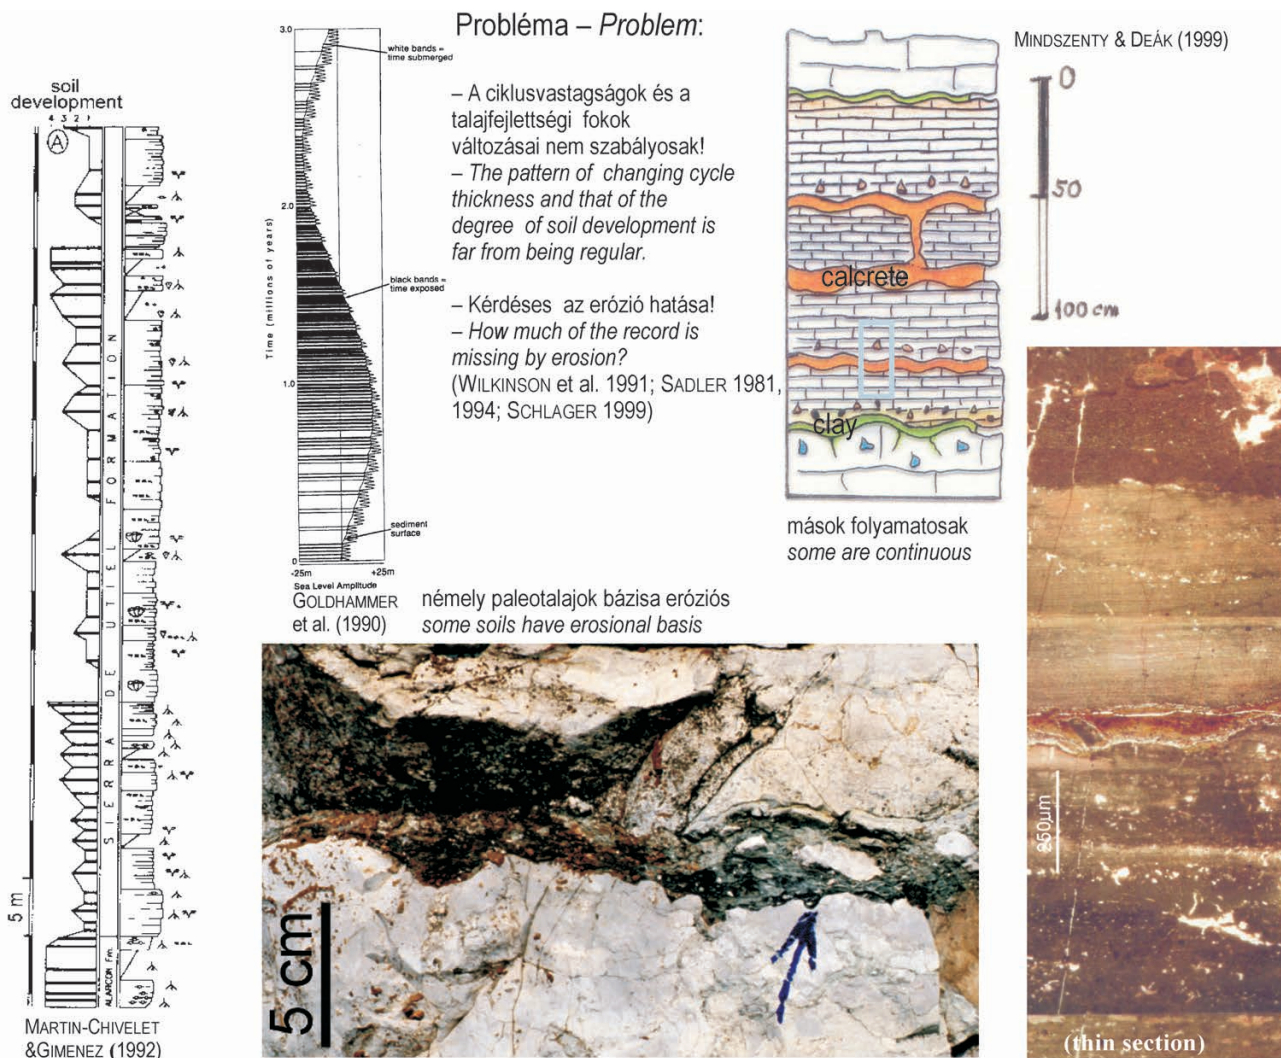 soil
development
4 3 2 1
A
SIERRA DE UTIEL FORMATION
ALARCON Fm.
5 m
MARTIN-CHIVELET
&GIMENEZ (1992)
3.0
2.0
1.0
0
Time (millions of years)
white bands =
time submerged
black bands =
time exposed
sediment
surface
-25m
+25m
Sea Level Amplitude
GOLDHAMMER
et al. (1990)
Probléma – Problem:
– A ciklusvastagságok és a
talajfejlettségi fokok
változásai nem szabályosak!
– The pattern of changing cycle
thickness and that of the
degree of soil development is
far from being regular.
– Kérdéses az erózió hatása!
– How much of the record is
missing by erosion?
(WILKINSON et al. 1991; SADLER 1981,
1994; SCHLAGER 1999)
némely paleotalajok bázisa eróziós
some soils have erosional basis
5 cm
MINDSZENTY & DEÁK (1999)
0
50
100 cm
calcrete
clay
mások folyamatosak
some are continuous
250µm
(thin section)